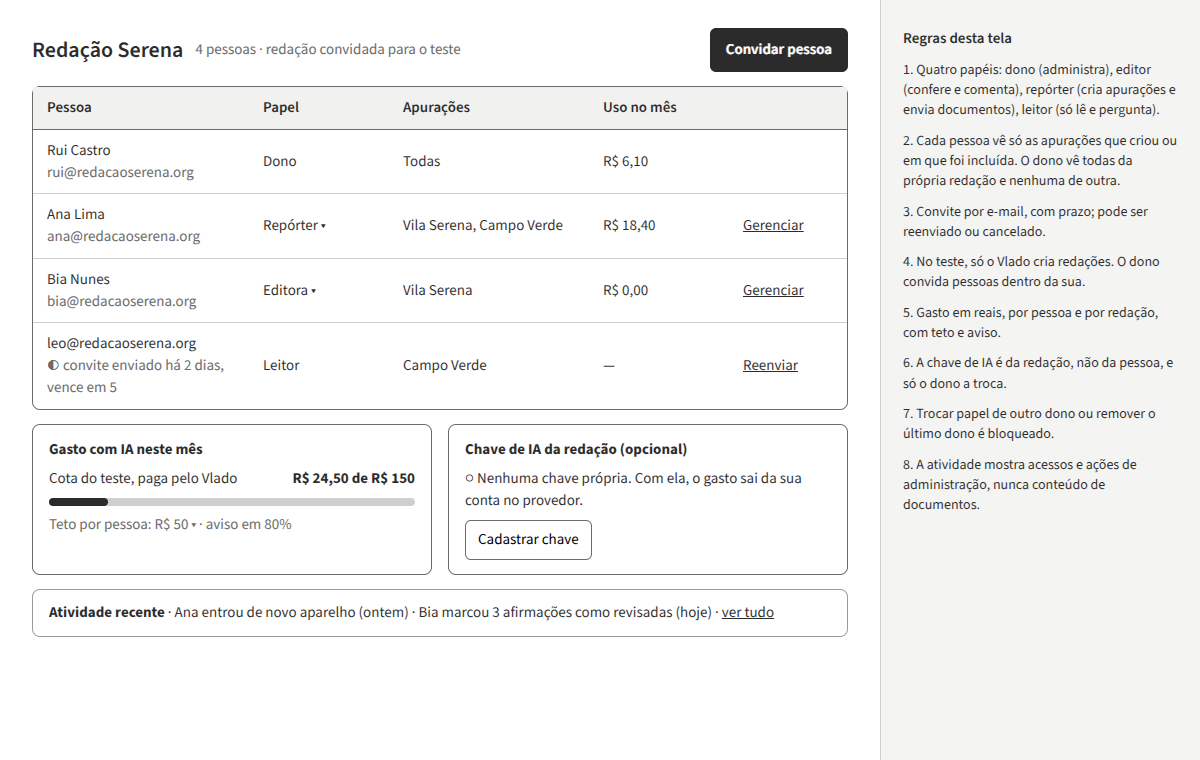 Redação Serena 4 pessoas · redação convidada para o teste
Convidar pessoa
Pessoa Papel Apurações Uso no mês
Rui Castro
rui@redacaoserena.org
Dono Todas R$ 6,10
Ana Lima
ana@redacaoserena.org
Repórter ▾ Vila Serena, Campo Verde R$ 18,40 Gerenciar
Bia Nunes
bia@redacaoserena.org
Editora ▾ Vila Serena R$ 0,00 Gerenciar
leo@redacaoserena.org
◐ convite enviado há 2 dias,
vence em 5
Leitor Campo Verde — Reenviar
Gasto com IA neste mês
Cota do teste, paga pelo Vlado R$ 24,50 de R$ 150
Teto por pessoa: R$ 50 ▾ · aviso em 80%
Chave de IA da redação (opcional)
○ Nenhuma chave própria. Com ela, o gasto sai da sua
conta no provedor.
Cadastrar chave
Atividade recente · Ana entrou de novo aparelho (ontem) · Bia marcou 3 afirmações como revisadas (hoje) · ver tudo
Regras desta tela
1. Quatro papéis: dono (administra), editor
(confere e comenta), repórter (cria apurações e
envia documentos), leitor (só lê e pergunta).
2. Cada pessoa vê só as apurações que criou ou
em que foi incluída. O dono vê todas da
própria redação e nenhuma de outra.
3. Convite por e-mail, com prazo; pode ser
reenviado ou cancelado.
4. No teste, só o Vlado cria redações. O dono
convida pessoas dentro da sua.
5. Gasto em reais, por pessoa e por redação,
com teto e aviso.
6. A chave de IA é da redação, não da pessoa, e
só o dono a troca.
7. Trocar papel de outro dono ou remover o
último dono é bloqueado.
8. A atividade mostra acessos e ações de
administração, nunca conteúdo de
documentos.